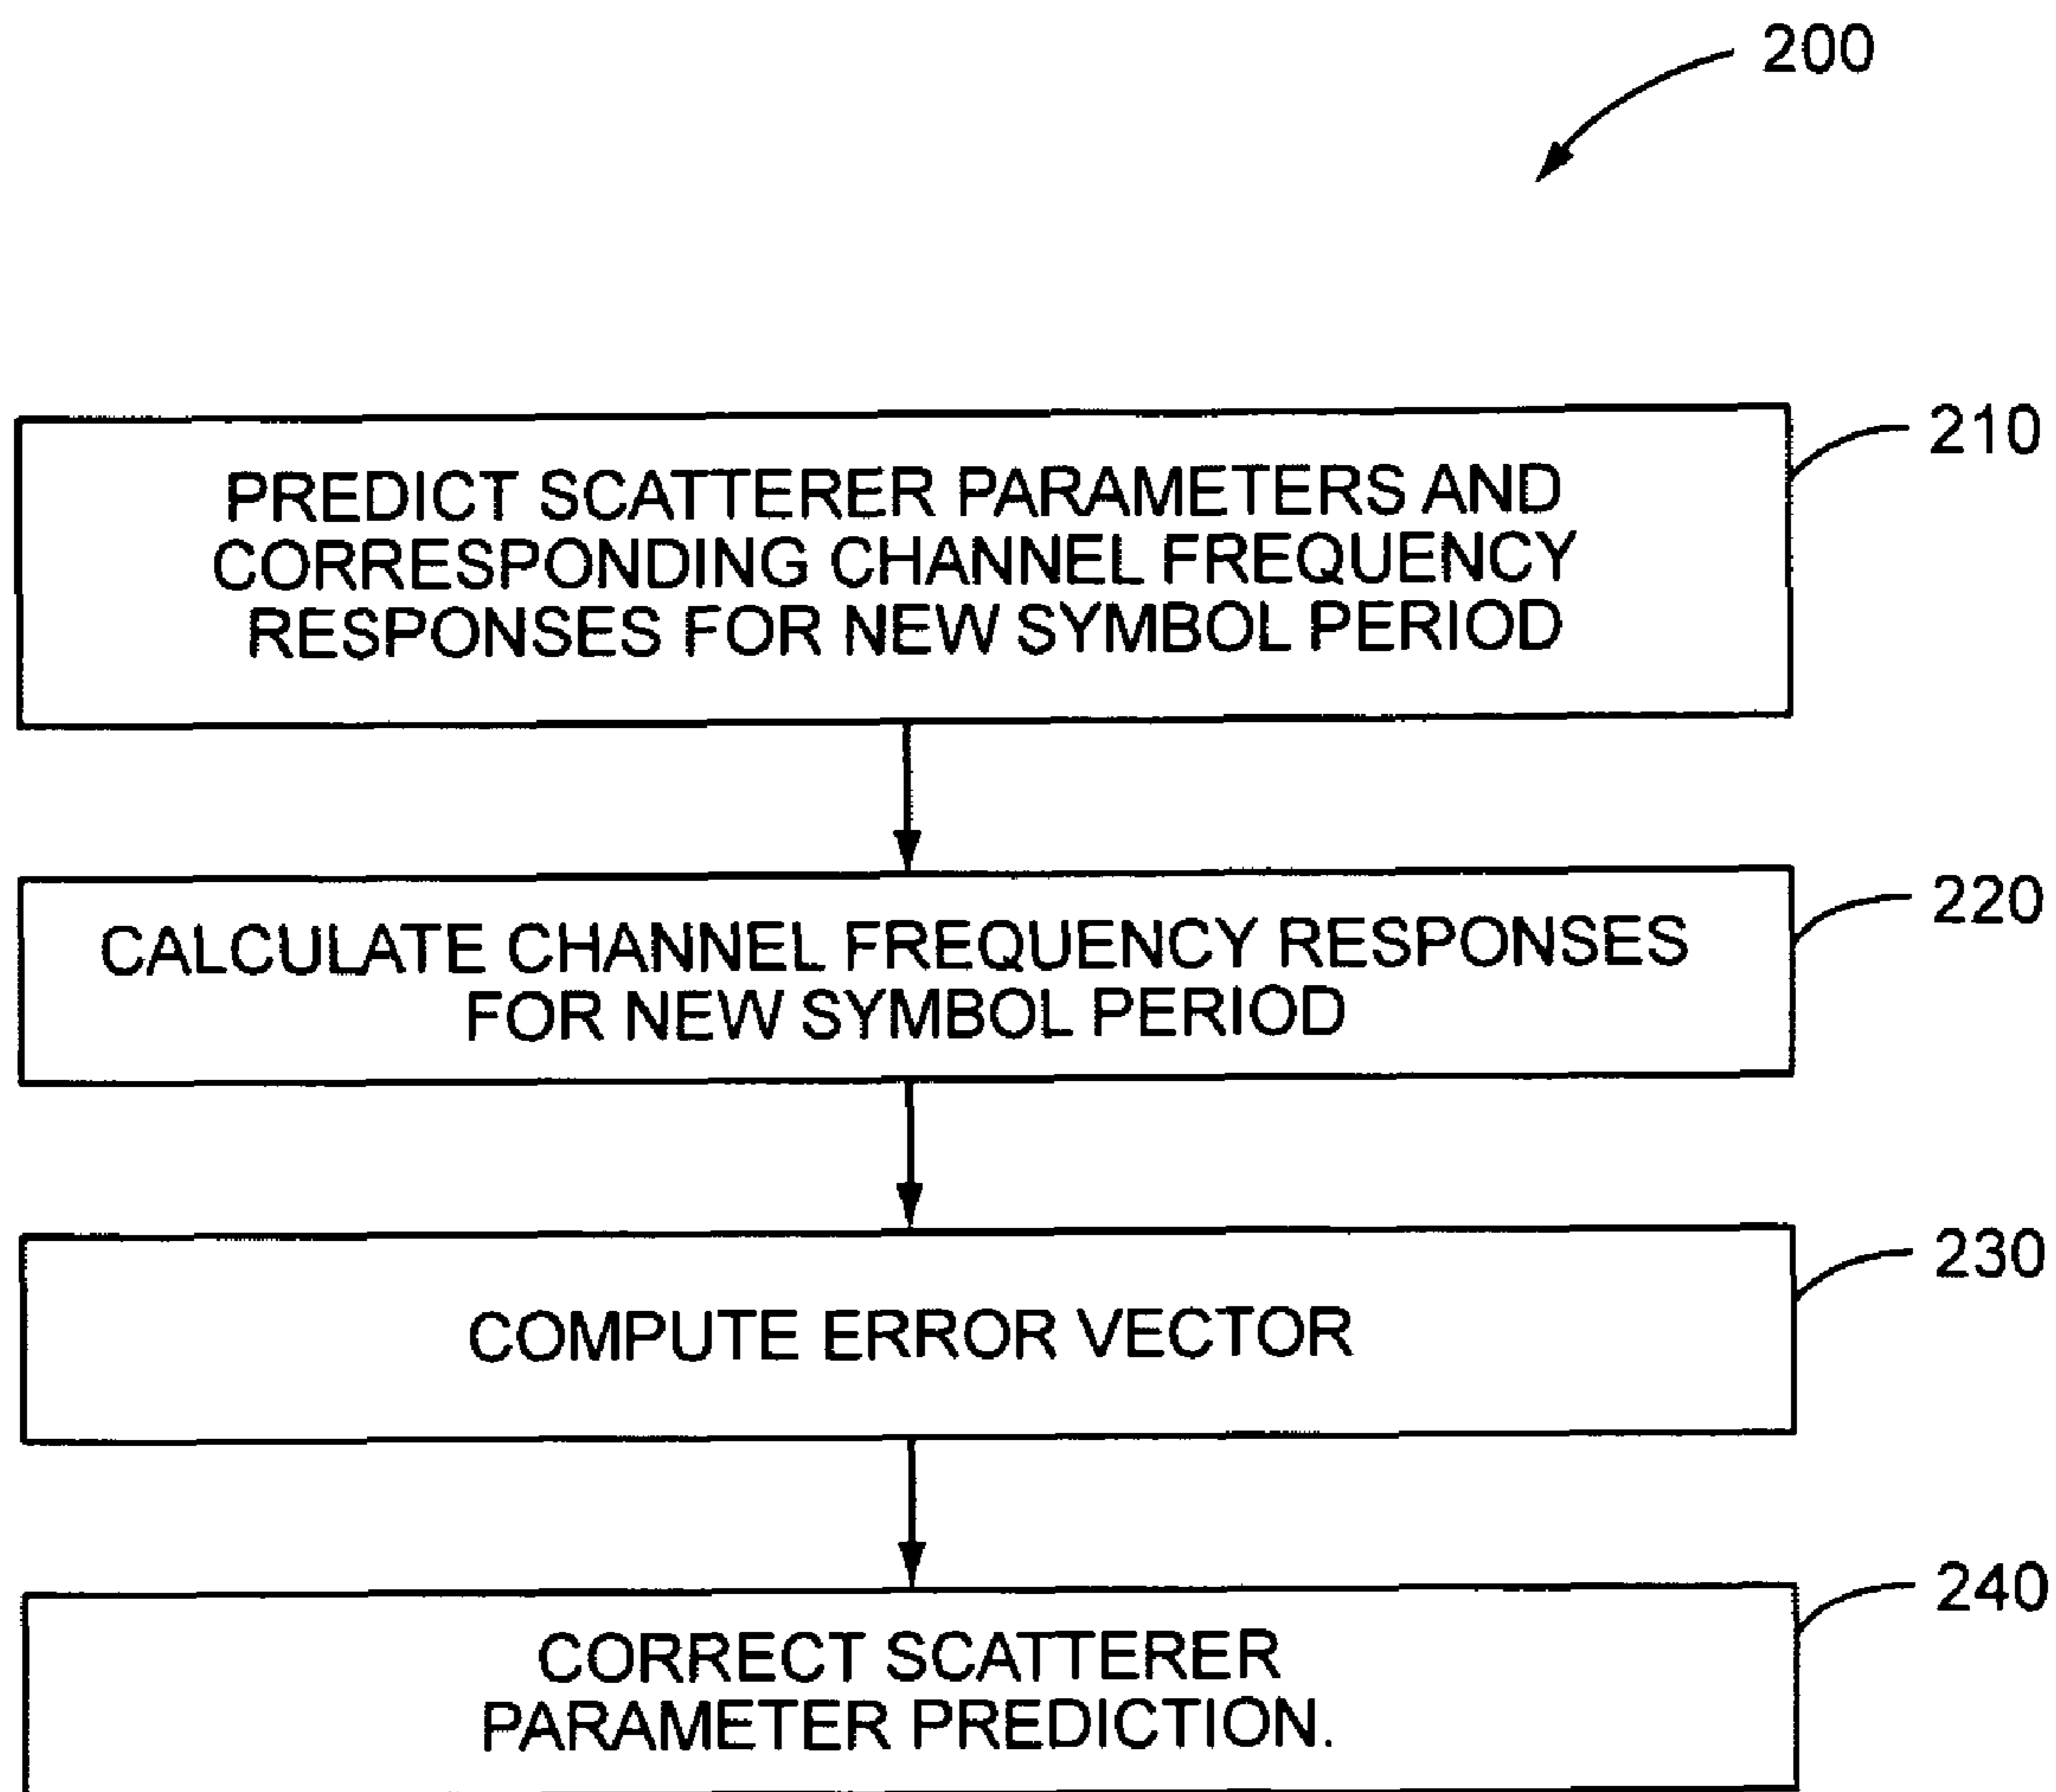 200
210
PREDICT SCATTERER PARAMETERS AND
CORRESPONDING CHANNEL FREQUENCY
RESPONSES FOR NEW SYMBOL PERIOD
220
CALCULATE CHANNEL FREQUENCY RESPONSES
FOR NEW SYMBOL PERIOD
230
COMPUTE ERROR VECTOR
240
CORRECT SCATTERER
PARAMETER PREDICTION.